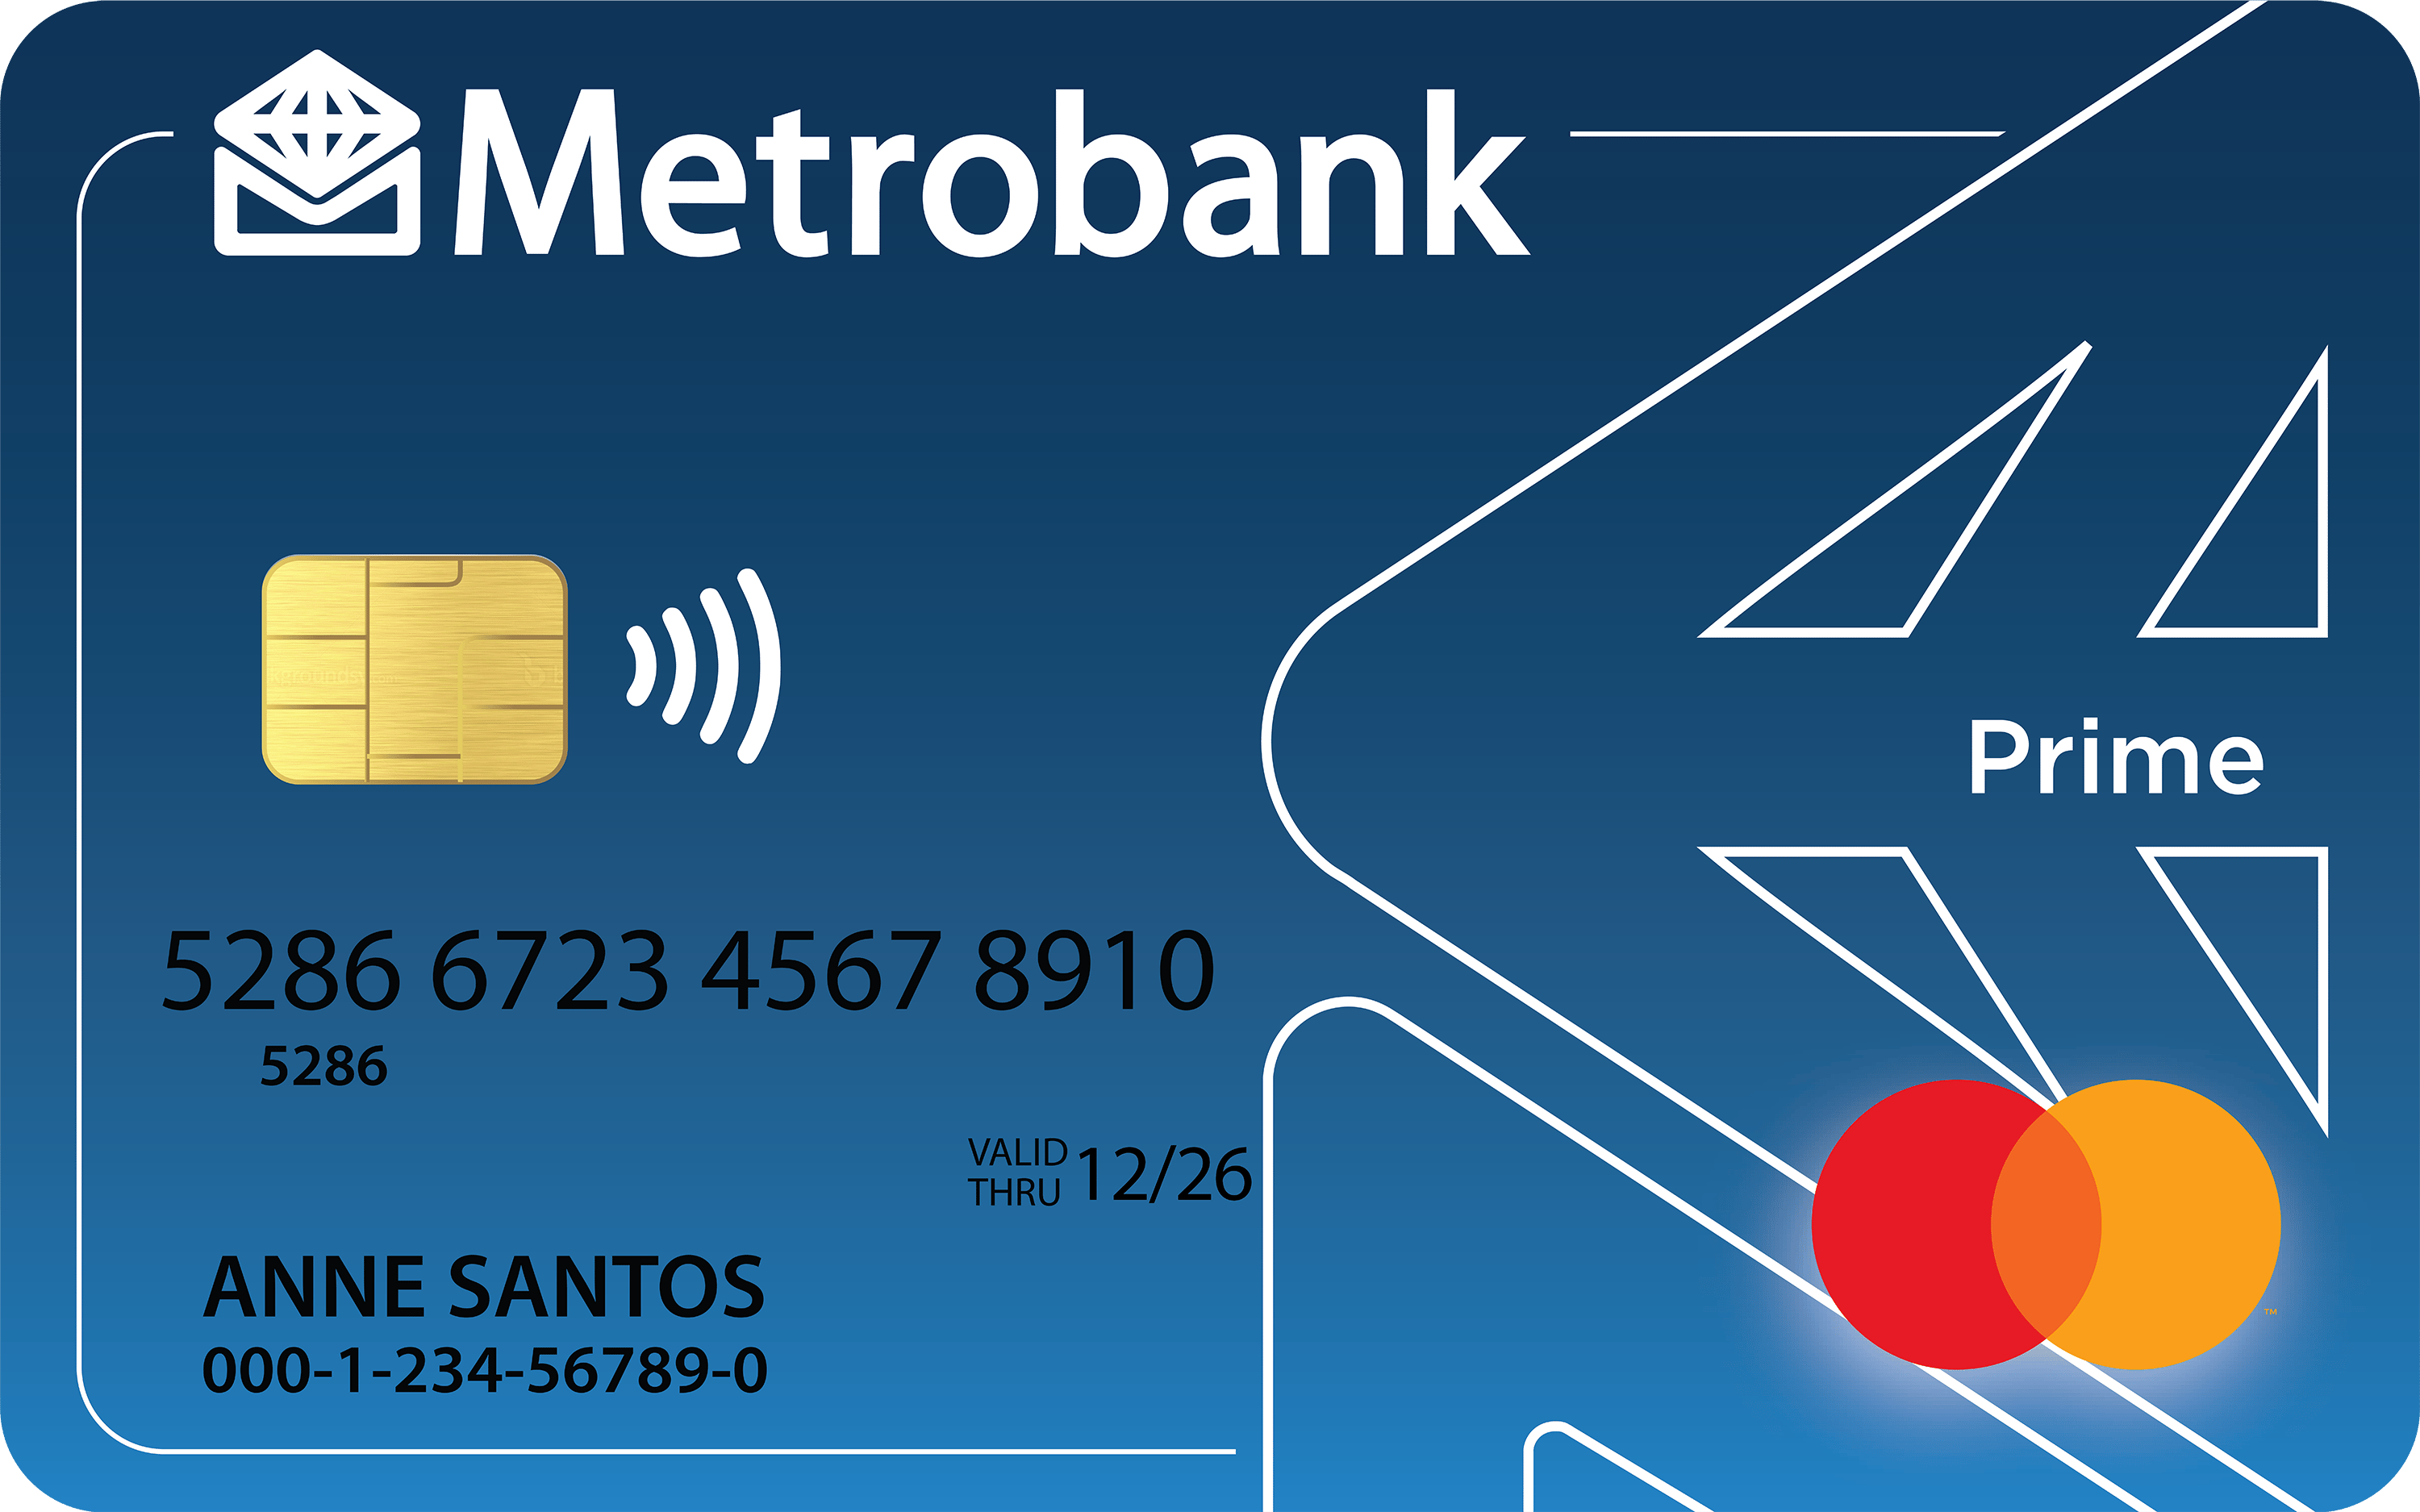 Metrobank
Prime
5286 6723 4567 8910
5286
VALID THRU 12/26
ANNE SANTOS
000-1-234-56789-0
TM